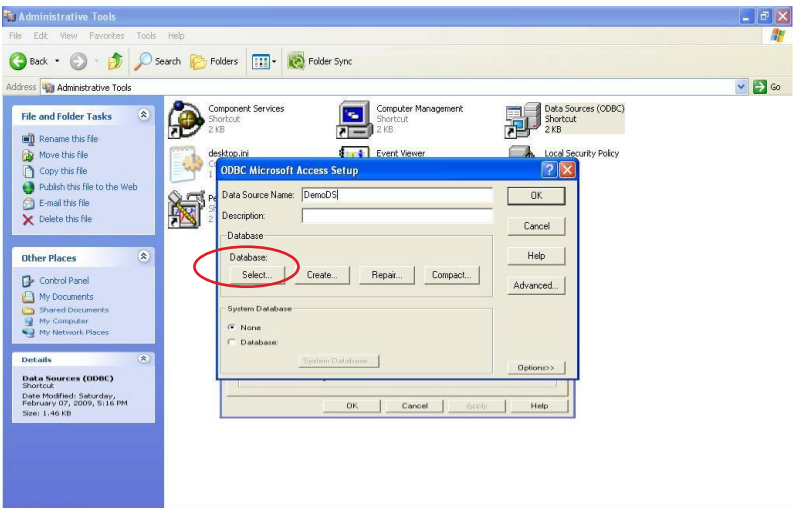 Administrative Tools
File Edit View Favorites Tools Help
Back Search Folders Folder Sync
Address Administrative Tools Go
File and Folder Tasks
Rename this file
Move this file
Copy this file
Publish this file to the Web
E-mail this file
Delete this file
Other Places
Control Panel
My Documents
Shared Documents
My Computer
My Network Places
Details
Data Sources (ODBC)
Shortcut
Date Modified: Saturday,
February 07, 2009, 5:16 PM
Size: 1.46 KB
Component Services
Shortcut
2 KB
Computer Management
Shortcut
2 KB
Data Sources (ODBC)
Shortcut
2 KB
desktop.ini
Event Viewer
Local Security Policy
ODBC Microsoft Access Setup
Data Source Name: DemoDS
OK
Description:
Cancel
Database
Database:
Help
Select... Create... Repair... Compact...
Advanced...
System Database
None
Database:
System Database...
Options>>
OK Cancel Apply Help